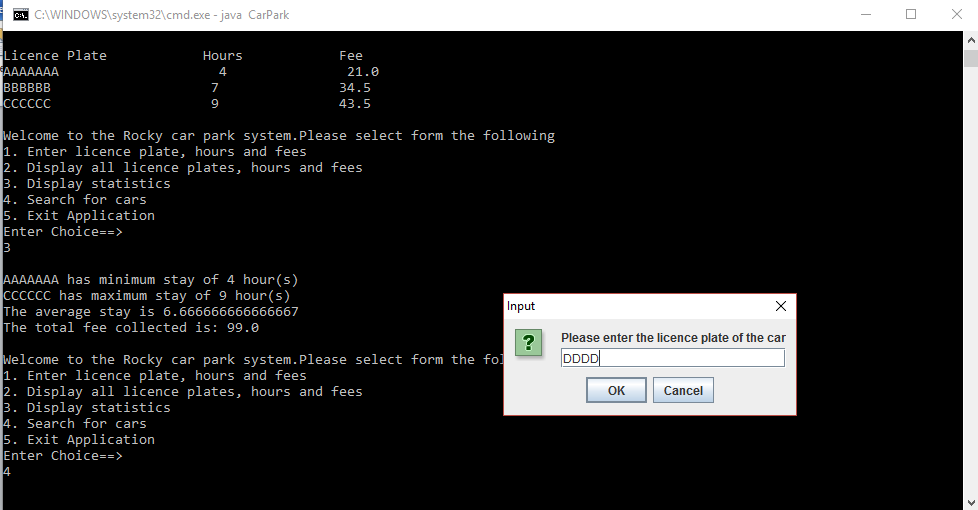 C:\WINDOWS\system32\cmd.exe - java  CarPark
Licence Plate            Hours            Fee
AAAAAAA                    4               21.0
BBBBBB                    7               34.5
CCCCCC                    9               43.5
Welcome to the Rocky car park system.Please select form the following
1. Enter licence plate, hours and fees
2. Display all licence plates, hours and fees
3. Display statistics
4. Search for cars
5. Exit Application
Enter Choice==>
3
AAAAAAA has minimum stay of 4 hour(s)
CCCCCC has maximum stay of 9 hour(s)
The average stay is 6.666666666666667
The total fee collected is: 99.0
Welcome to the Rocky car park system.Please select form the fol
1. Enter licence plate, hours and fees
2. Display all licence plates, hours and fees
3. Display statistics
4. Search for cars
5. Exit Application
Enter Choice==>
4
Input
Please enter the licence plate of the car
DDDD
OK Cancel